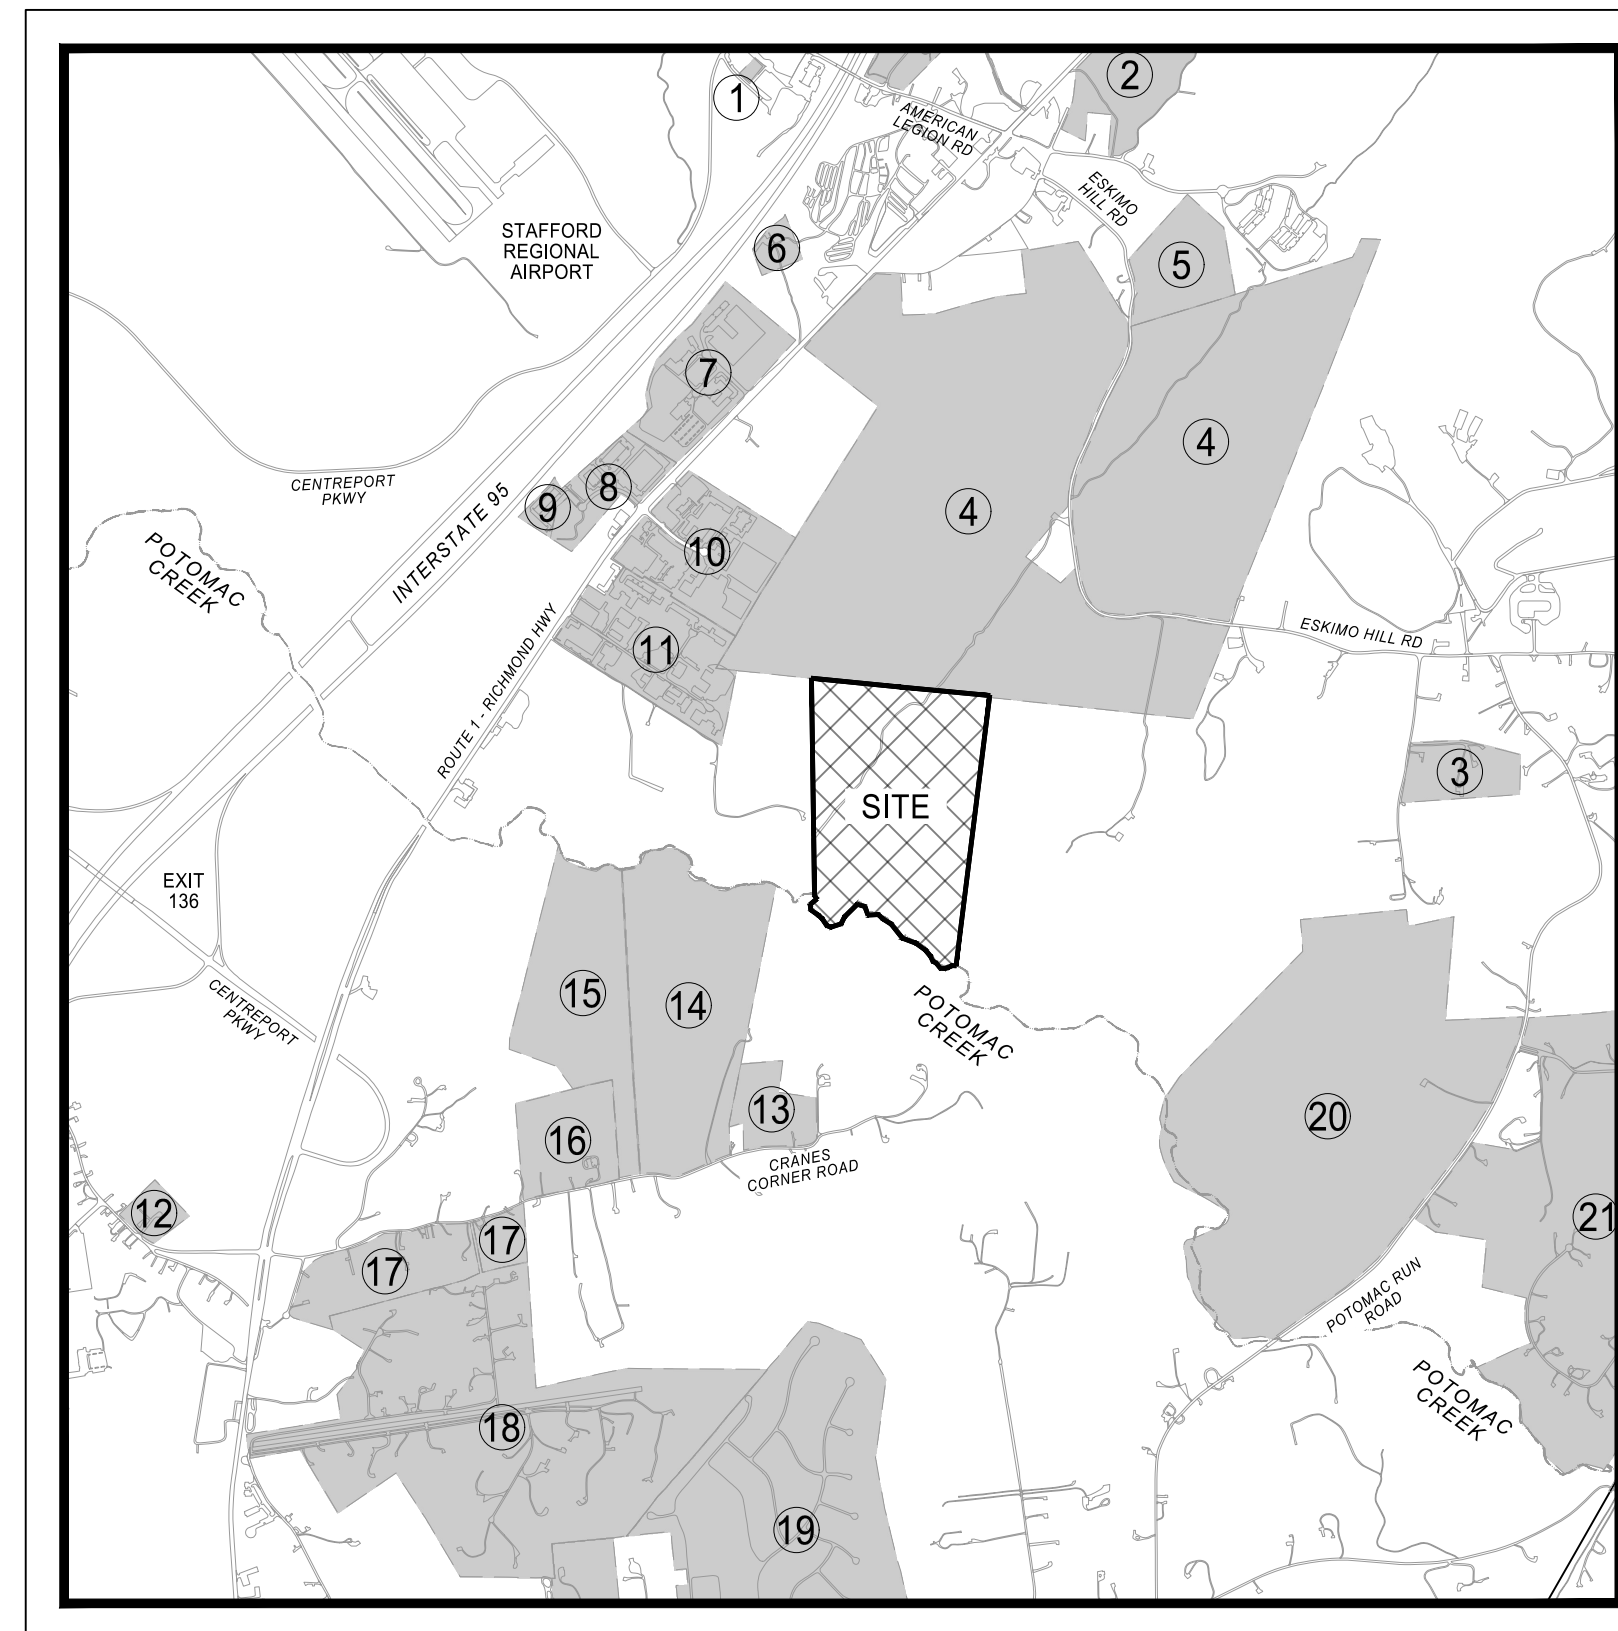 1
2
AMERICAN
LEGION RD
ESKIMO
HILL RD
STAFFORD
REGIONAL
AIRPORT
6
5
7
4
CENTREPORT
PKWY
INTERSTATE 95
9
8
4
10
POTOMAC
CREEK
ROUTE 1 - RICHMOND HWY
11
ESKIMO HILL RD
3
SITE
EXIT
136
15
14
CENTREPORT
PKWY
POTOMAC
CREEK
13
16
20
CRANES
CORNER ROAD
12
17
17
21
POTOMAC RUN
ROAD
POTOMAC
CREEK
18
19